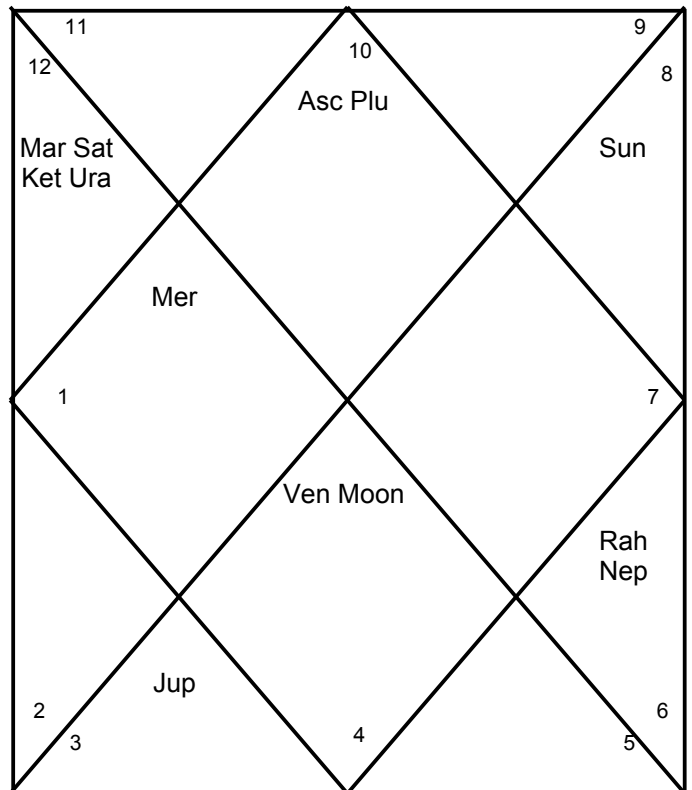 11
10
9
12
8
Asc Plu
Mar Sat
Ket Ura
Sun
Mer
1
7
Ven Moon
Rah
Nep
Jup
2
6
3
4
5